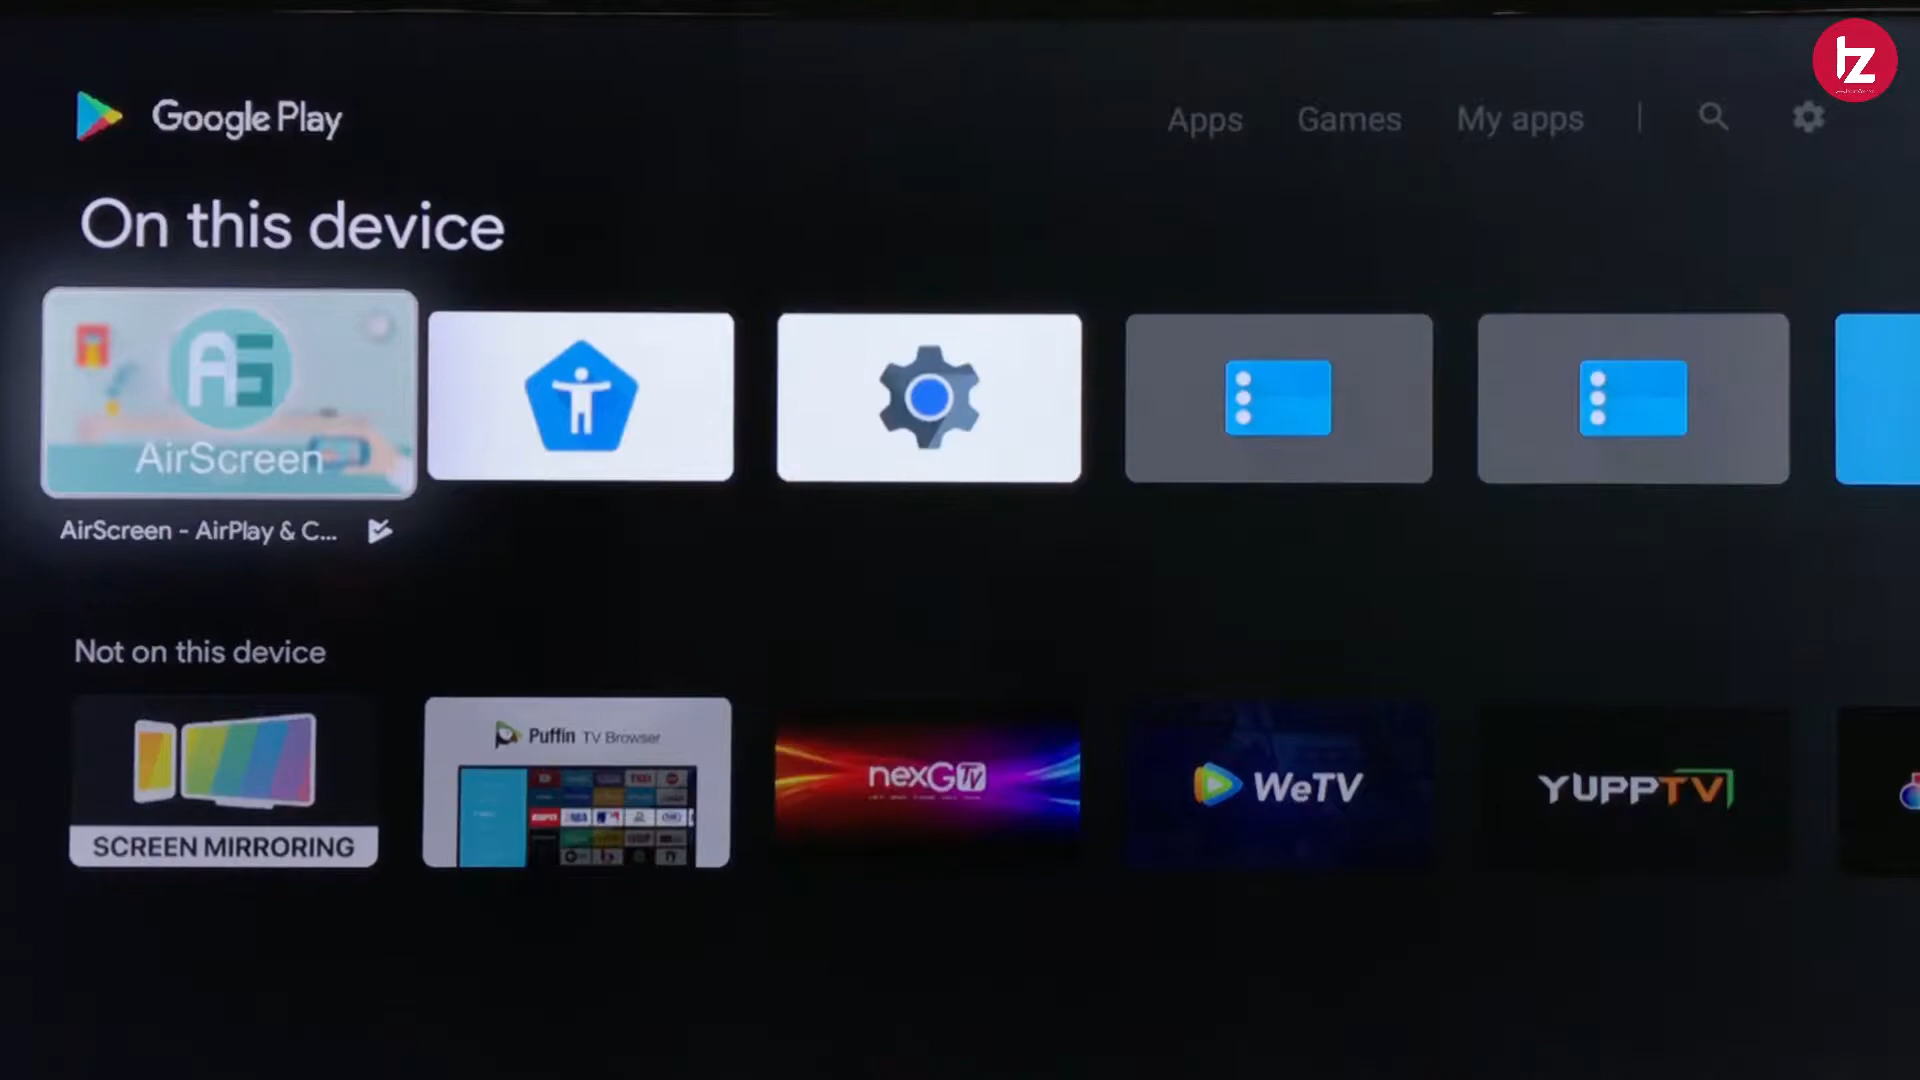 Google Play
Apps
Games
My apps
On this device
AirScreen
AirScreen - AirPlay & C...
Not on this device
SCREEN MIRRORING
Puffin TV Browser
nexGTV
WeTV
YUPPTV